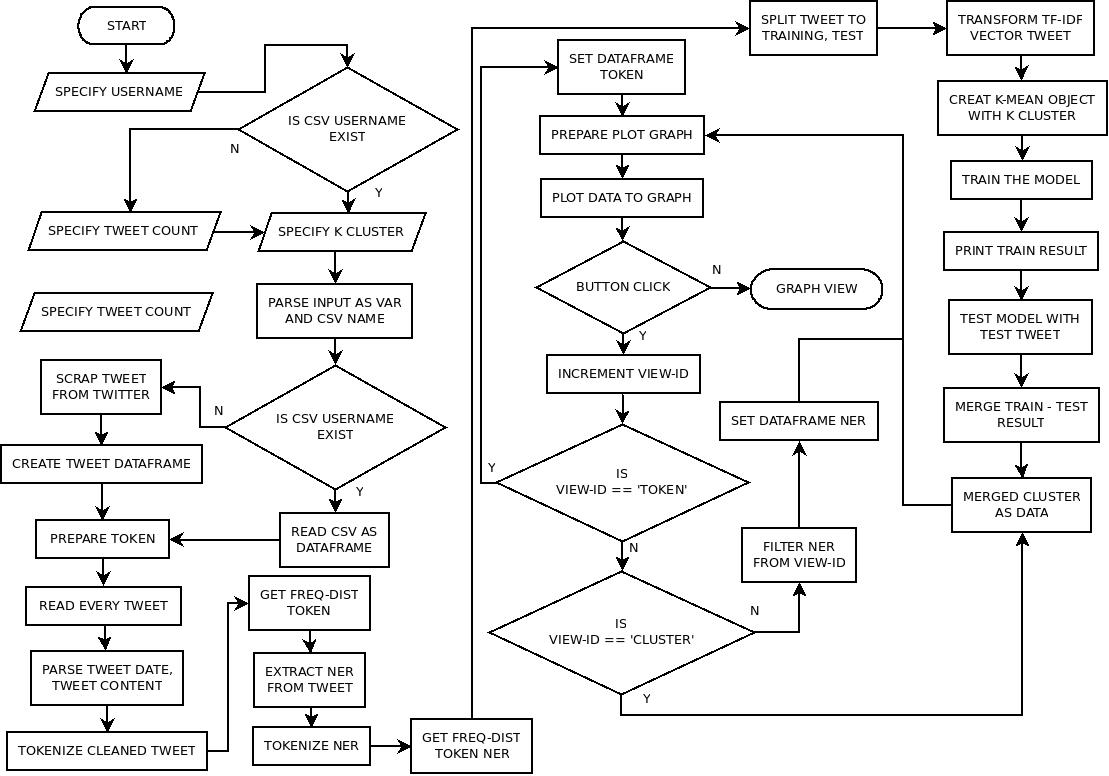 START
SPECIFY USERNAME
IS CSV USERNAME
EXIST
N
Y
SPECIFY TWEET COUNT
SPECIFY K CLUSTER
SPECIFY TWEET COUNT
PARSE INPUT AS VAR
AND CSV NAME
IS CSV USERNAME
EXIST
N
Y
SCRAP TWEET
FROM TWITTER
CREATE TWEET DATAFRAME
READ CSV AS
DATAFRAME
PREPARE TOKEN
READ EVERY TWEET
PARSE TWEET DATE,
TWEET CONTENT
TOKENIZE CLEANED TWEET
GET FREQ-DIST
TOKEN
EXTRACT NER
FROM TWEET
TOKENIZE NER
GET FREQ-DIST
TOKEN NER
SPLIT TWEET TO
TRAINING, TEST
TRANSFORM TF-IDF
VECTOR TWEET
CREAT K-MEAN OBJECT
WITH K CLUSTER
TRAIN THE MODEL
PRINT TRAIN RESULT
TEST MODEL WITH
TEST TWEET
MERGE TRAIN - TEST
RESULT
MERGED CLUSTER
AS DATA
SET DATAFRAME
TOKEN
PREPARE PLOT GRAPH
PLOT DATA TO GRAPH
BUTTON CLICK
N
Y
GRAPH VIEW
INCREMENT VIEW-ID
IS
VIEW-ID == 'TOKEN'
Y
N
IS
VIEW-ID == 'CLUSTER'
N
Y
FILTER NER
FROM VIEW-ID
SET DATAFRAME NER